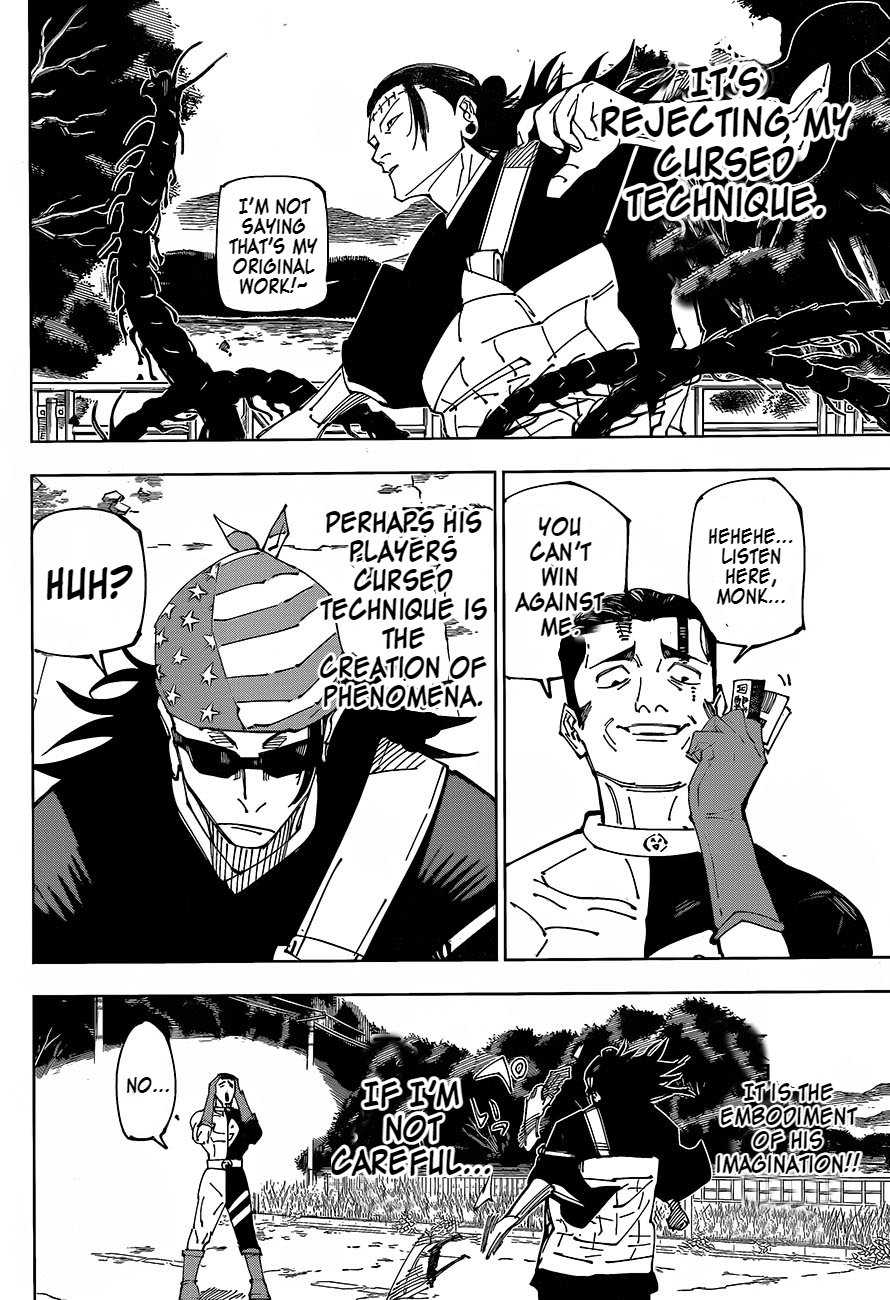 IT'S
REJECTING MY
CURSED
TECHNIQUE.
I'M NOT
SAYING
THAT'S MY
ORIGINAL
WORK!~
HEHEHE...
LISTEN
HERE,
MONK...
YOU
CAN'T
WIN
AGAINST
ME.
PERHAPS HIS
PLAYERS
CURSED
TECHNIQUE IS
THE
CREATION OF
PHENOMENA.
HUH?
IT IS THE
EMBODIMENT
OF HIS
IMAGINATION!!
IF I'M
NOT
CAREFUL...
NO...